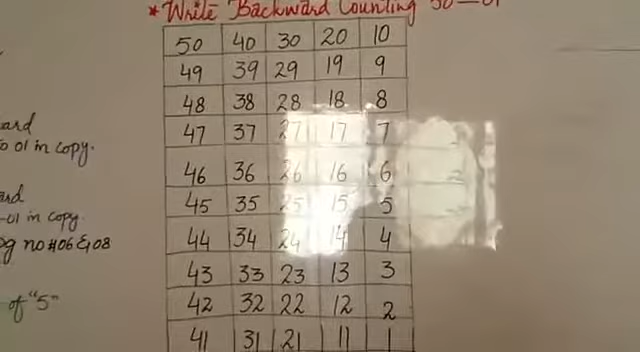 * Write Backward Counting 50-01
50 40 30 20 10
49 39 29 19 9
48 38 28 18 8
47 37 27 17 7
46 36 26 16 6
45 35 25 15 5
44 34 24 14 4
43 33 23 13 3
42 32 22 12 2
41 31 21 11 1
ard
o 01 in copy.
ard
-01 in copy.
g no # 06 & 08
of "5"